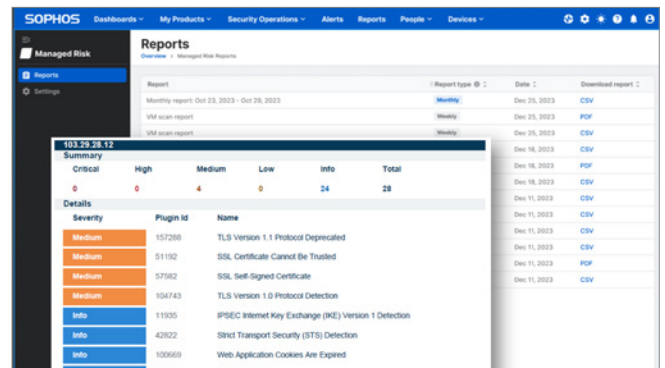 SOPHOS Dashboards My Products Security Operations Alerts Reports People Devices
Managed Risk
Reports
Settings
Reports
Overview > Managed Risk Reports
Report Report type Date Download report
Monthly report: Oct 23, 2023 - Oct 29, 2023 Monthly Dec 25, 2023 CSV
VM scan report Weekly Dec 25, 2023 PDF
VM scan report Weekly Dec 25, 2023 CSV
Dec 18, 2023 CSV
Dec 18, 2023 PDF
Dec 18, 2023 CSV
Dec 11, 2023 CSV
Dec 11, 2023 CSV
Dec 11, 2023 CSV
Dec 11, 2023 CSV
Dec 11, 2023 PDF
Dec 11, 2023 CSV
103.29.28.12
Summary
Critical High Medium Low Info Total
0 0 4 0 24 28
Details
Severity Plugin Id Name
Medium 157288 TLS Version 1.1 Protocol Deprecated
Medium 51192 SSL Certificate Cannot Be Trusted
Medium 57582 SSL Self-Signed Certificate
Medium 104743 TLS Version 1.0 Protocol Detection
Info 11935 IPSEC Internet Key Exchange (IKE) Version 1 Detection
Info 42822 Strict Transport Security (STS) Detection
Info 100669 Web Application Cookies Are Expired